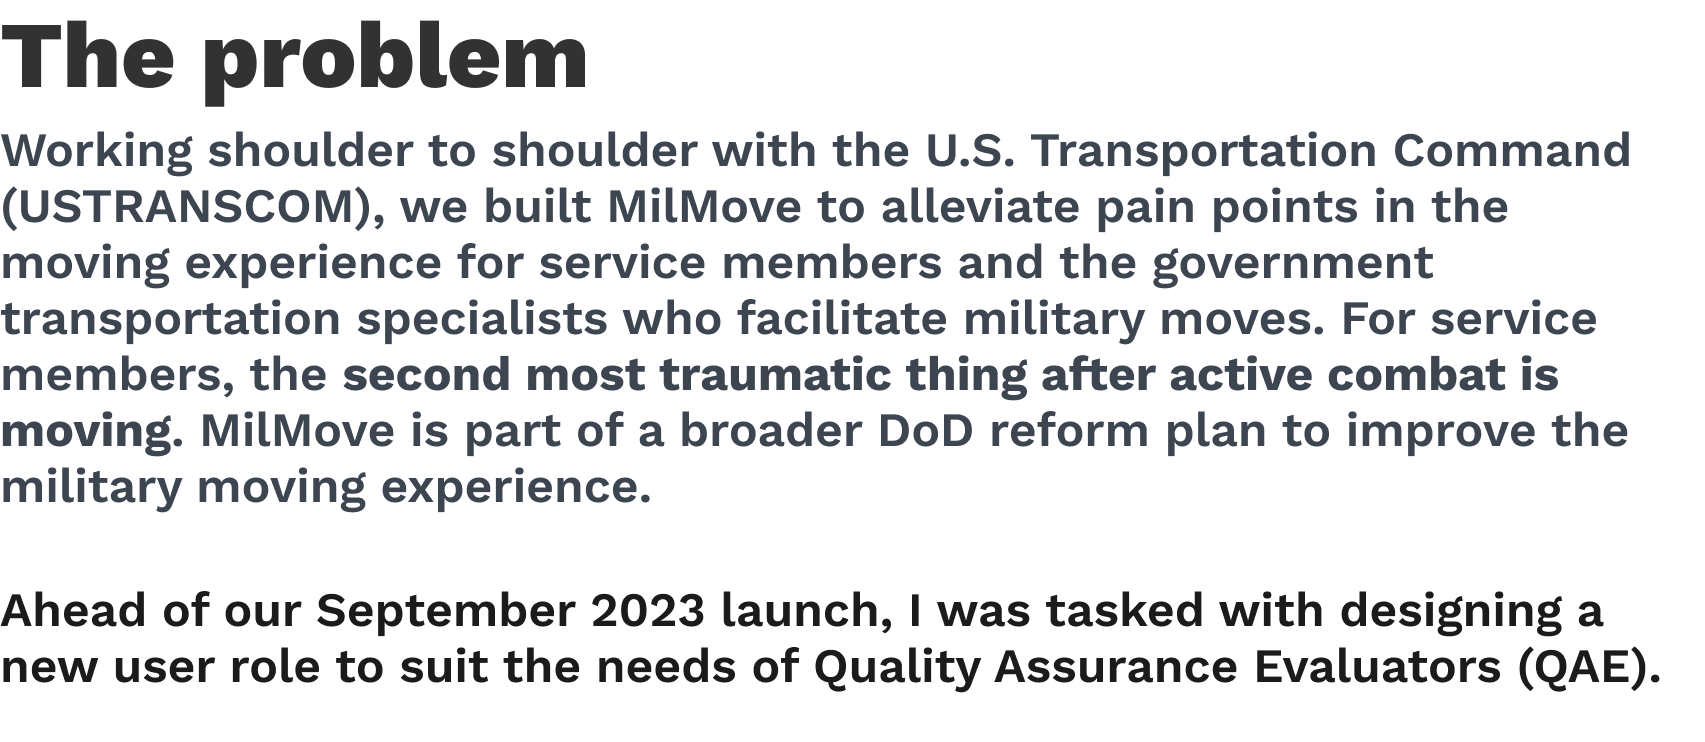 The problem
Working shoulder to shoulder with the U.S. Transportation Command
(USTRANSCOM), we built MilMove to alleviate pain points in the
moving experience for service members and the government
transportation specialists who facilitate military moves. For service
members, the second most traumatic thing after active combat is
moving. MilMove is part of a broader DoD reform plan to improve the
military moving experience.
Ahead of our September 2023 launch, I was tasked with designing a
new user role to suit the needs of Quality Assurance Evaluators (QAE).